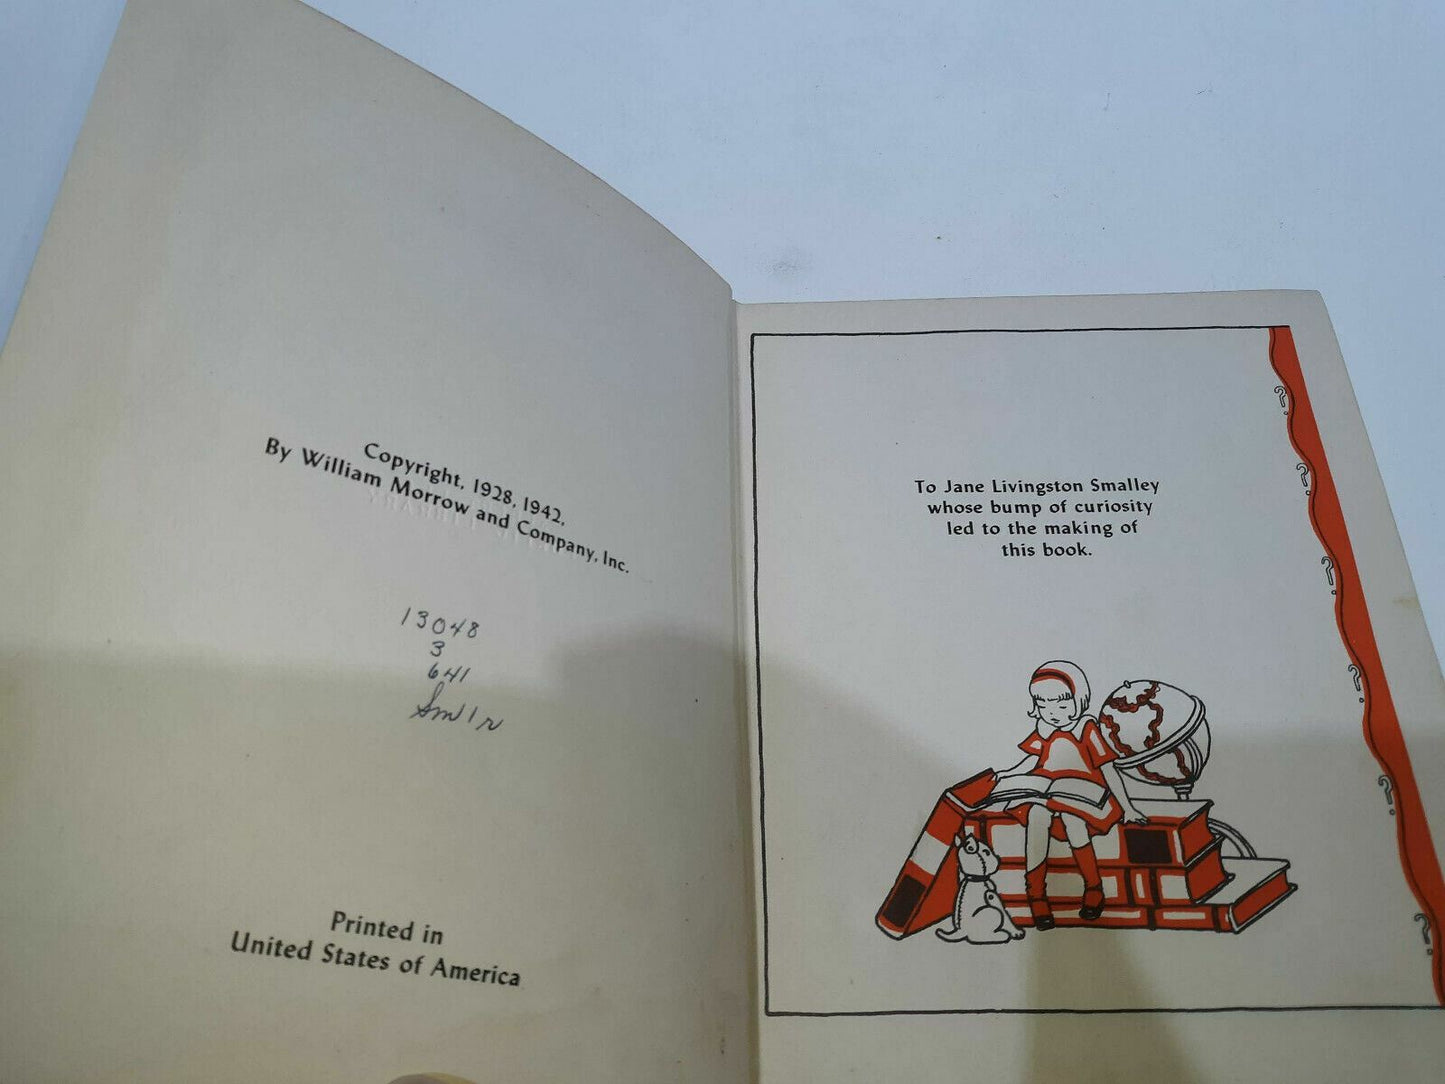 Copyright, 1928, 1942,
By William Morrow and Company, Inc.
13048
3
641
Sm1r
Printed in
United States of America
To Jane Livingston Smalley
whose bump of curiosity
led to the making of
this book.
?
?
?
?
?
?